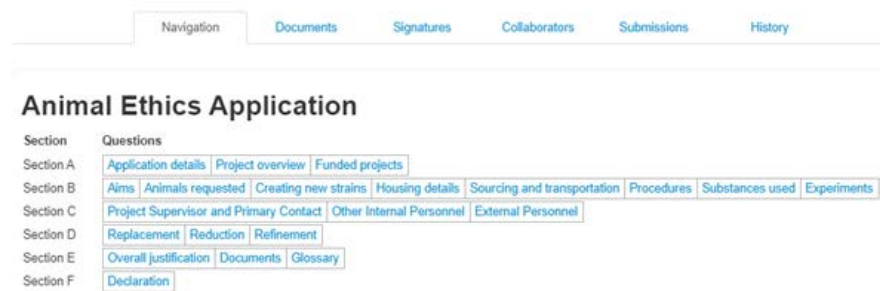 Navigation Documents Signatures Collaborators Submissions History
Animal Ethics Application
Section Questions
Section A Application details Project overview Funded projects
Section B Aims Animals requested Creating new strains Housing details Sourcing and transportation Procedures Substances used Experiments
Section C Project Supervisor and Primary Contact Other Internal Personnel External Personnel
Section D Replacement Reduction Refinement
Section E Overall justification Documents Glossary
Section F Declaration